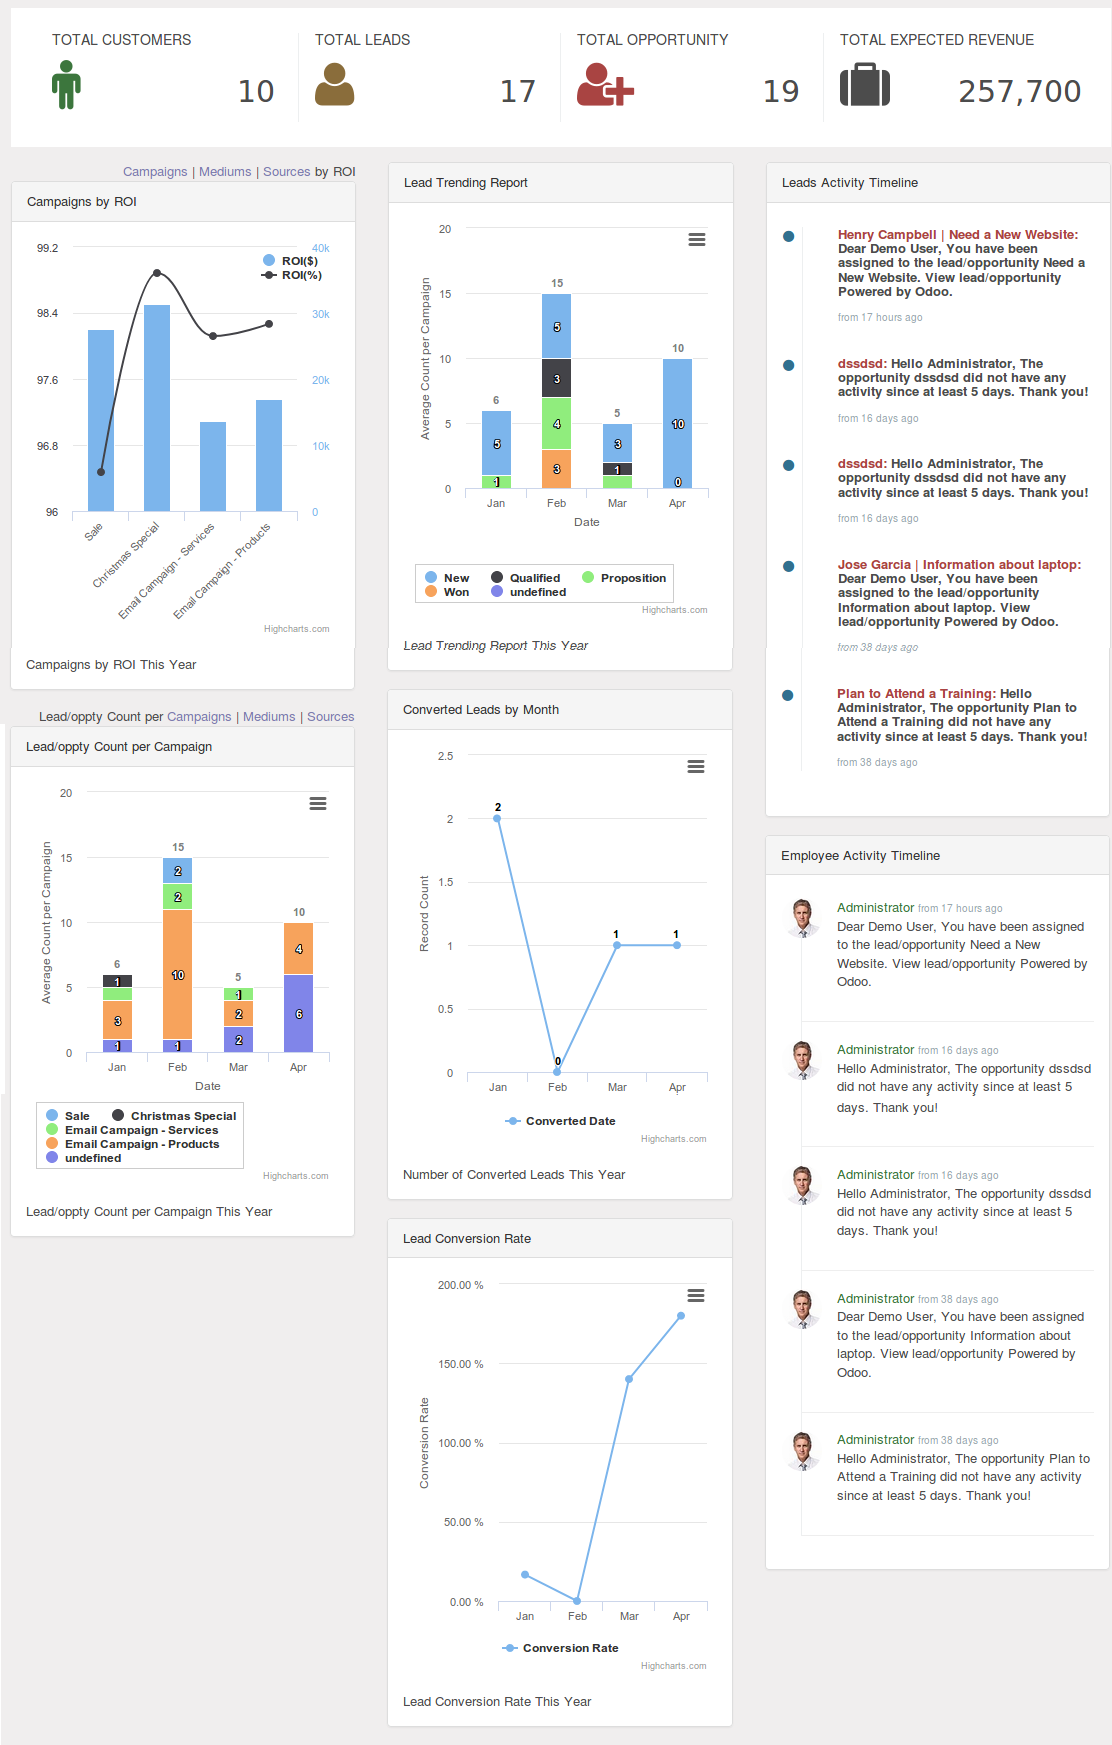 TOTAL CUSTOMERS
10
TOTAL LEADS
17
TOTAL OPPORTUNITY
19
TOTAL EXPECTED REVENUE
257,700
Campaigns | Mediums | Sources by ROI
Campaigns by ROI
99.2
98.4
97.6
96.8
96
40k
30k
20k
10k
0
ROI($)
ROI(%)
Sale
Christmas Special
Email Campaign - Services
Email Campaign - Products
Highcharts.com
Campaigns by ROI This Year
Lead/oppty Count per Campaigns | Mediums | Sources
Lead/oppty Count per Campaign
Average Count per Campaign
20
15
10
5
0
6
1
3
1
15
2
2
10
1
5
1
2
2
10
4
6
Jan
Feb
Mar
Apr
Date
Sale
Christmas Special
Email Campaign - Services
Email Campaign - Products
undefined
Highcharts.com
Lead/oppty Count per Campaign This Year
Lead Trending Report
Average Count per Campaign
20
15
10
5
0
6
5
1
15
5
3
4
3
5
3
1
10
10
0
Jan
Feb
Mar
Apr
Date
New
Qualified
Proposition
Won
undefined
Highcharts.com
Lead Trending Report This Year
Converted Leads by Month
Record Count
2.5
2
1.5
1
0.5
0
2
0
1
1
Jan
Feb
Mar
Apr
Converted Date
Highcharts.com
Number of Converted Leads This Year
Lead Conversion Rate
Conversion Rate
200.00 %
150.00 %
100.00 %
50.00 %
0.00 %
Jan
Feb
Mar
Apr
Conversion Rate
Highcharts.com
Lead Conversion Rate This Year
Leads Activity Timeline
Henry Campbell | Need a New Website:
Dear Demo User, You have been
assigned to the lead/opportunity Need a
New Website. View lead/opportunity
Powered by Odoo.
from 17 hours ago
dssdsd: Hello Administrator, The
opportunity dssdsd did not have any
activity since at least 5 days. Thank you!
from 16 days ago
dssdsd: Hello Administrator, The
opportunity dssdsd did not have any
activity since at least 5 days. Thank you!
from 16 days ago
Jose Garcia | Information about laptop:
Dear Demo User, You have been
assigned to the lead/opportunity
Information about laptop. View
lead/opportunity Powered by Odoo.
from 38 days ago
Plan to Attend a Training: Hello
Administrator, The opportunity Plan to
Attend a Training did not have any
activity since at least 5 days. Thank you!
from 38 days ago
Employee Activity Timeline
Administrator from 17 hours ago
Dear Demo User, You have been assigned
to the lead/opportunity Need a New
Website. View lead/opportunity Powered by
Odoo.
Administrator from 16 days ago
Hello Administrator, The opportunity dssdsd
did not have any activity since at least 5
days. Thank you!
Administrator from 16 days ago
Hello Administrator, The opportunity dssdsd
did not have any activity since at least 5
days. Thank you!
Administrator from 38 days ago
Dear Demo User, You have been assigned
to the lead/opportunity Information about
laptop. View lead/opportunity Powered by
Odoo.
Administrator from 38 days ago
Hello Administrator, The opportunity Plan to
Attend a Training did not have any activity
since at least 5 days. Thank you!